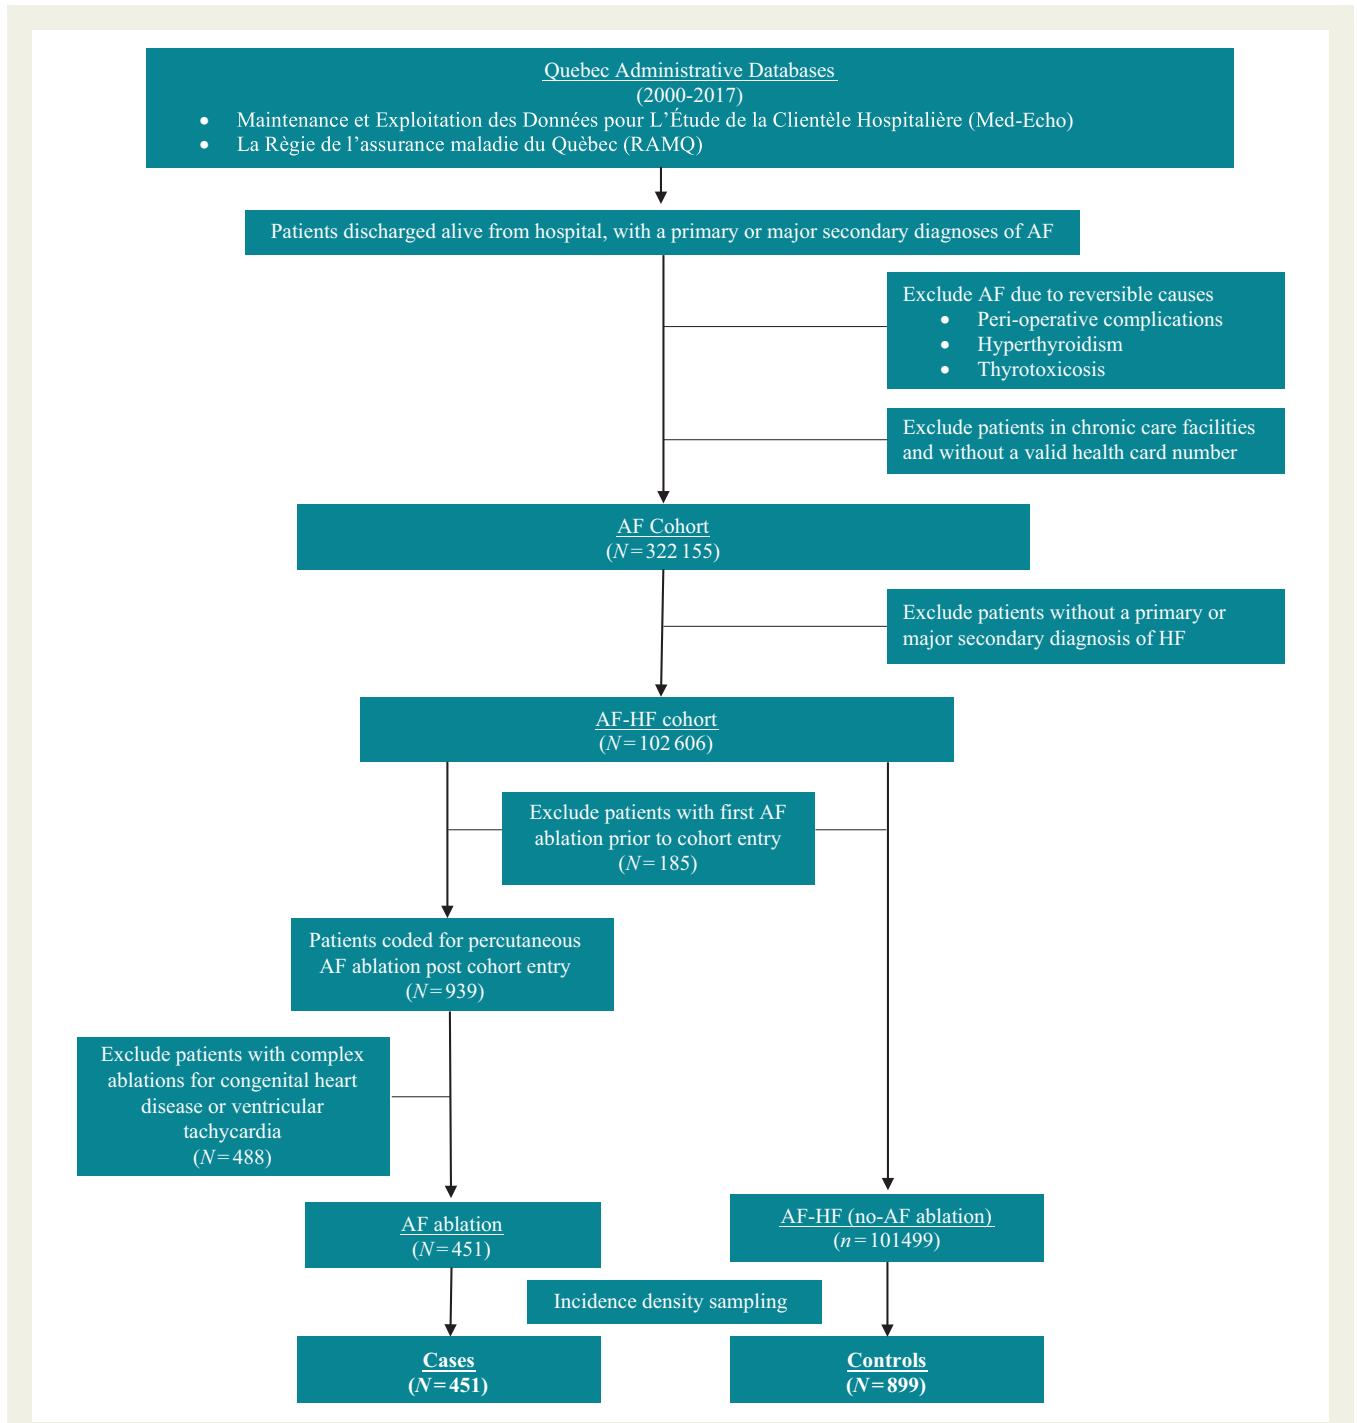 Quebec Administrative Databases
(2000-2017)
• Maintenance et Exploitation des Données pour L’Étude de la Clientèle Hospitalière (Med-Echo)
• La Règie de l’assurance maladie du Quèbec (RAMQ)
Patients discharged alive from hospital, with a primary or major secondary diagnoses of AF
Exclude AF due to reversible causes
• Peri-operative complications
• Hyperthyroidism
• Thyrotoxicosis
Exclude patients in chronic care facilities
and without a valid health card number
AF Cohort
(N = 322 155)
Exclude patients without a primary or
major secondary diagnosis of HF
AF-HF cohort
(N = 102 606)
Exclude patients with first AF
ablation prior to cohort entry
(N = 185)
Patients coded for percutaneous
AF ablation post cohort entry
(N = 939)
Exclude patients with complex
ablations for congenital heart
disease or ventricular
tachycardia
(N = 488)
AF ablation
(N = 451)
AF-HF (no-AF ablation)
(n = 101499)
Incidence density sampling
Cases
(N = 451)
Controls
(N = 899)